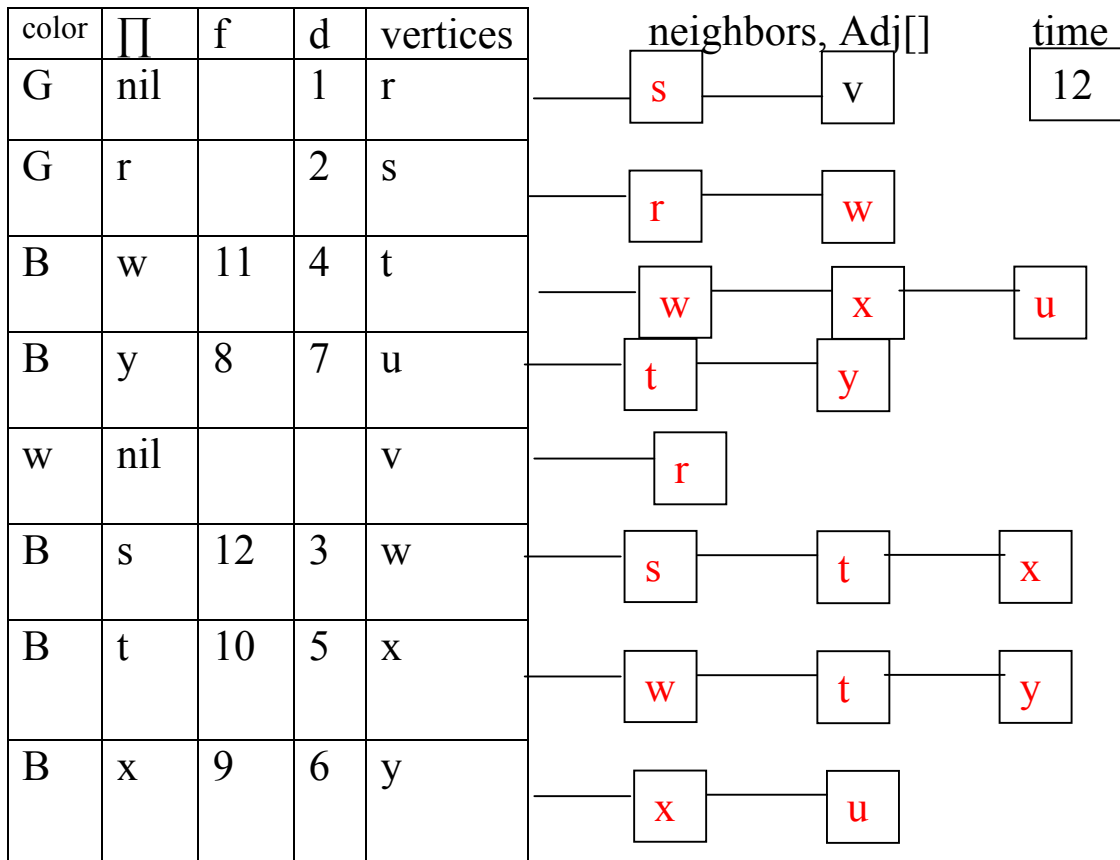 color ∏ f d vertices neighbors, Adj[] time
G nil 1 r s v 12
G r 2 s r w
B w 11 4 t w x u
B y 8 7 u t y
w nil v r
B s 12 3 w s t x
B t 10 5 x w t y
B x 9 6 y x u